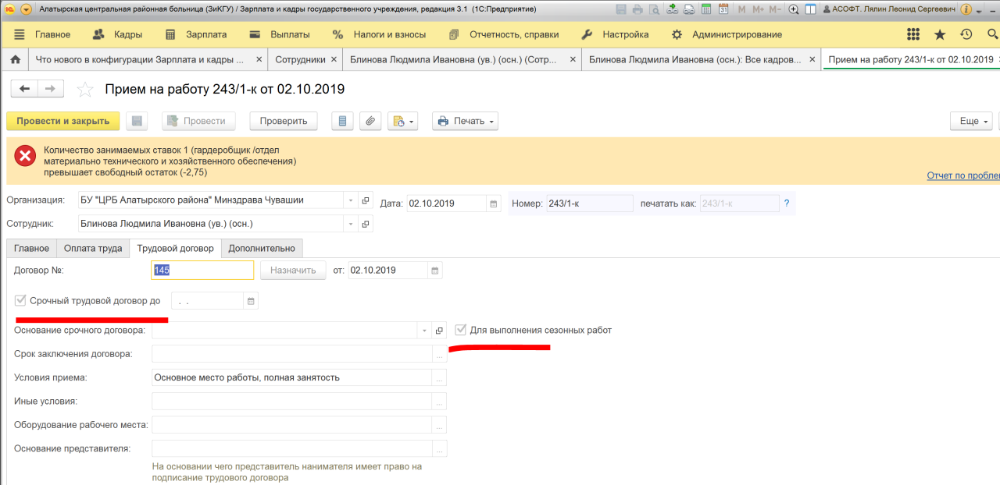 Алатырская центральная районная больница (ЗиКГУ) / Зарплата и кадры государственного учреждения, редакция 3.1 (1С:Предприятие)
31 M M+ M- АСОФТ. Лялин Леонид Сергеевич
Главное Кадры Зарплата Выплаты Налоги и взносы Отчетность, справки Настройка Администрирование
Что нового в конфигурации Зарплата и кадры ... × Сотрудники × Блинова Людмила Ивановна (ув.) (осн.) (Сотр... × Блинова Людмила Ивановна (осн.): Все кадров... × Прием на работу 243/1-к от 02.10.2019
Прием на работу 243/1-к от 02.10.2019
Провести и закрыть Провести Проверить Печать Еще
Количество занимаемых ставок 1 (гардеробщик /отдел
материально технического и хозяйственного обеспечения)
превышает свободный остаток (-2,75)
Отчет по пробле
Организация: БУ "ЦРБ Алатырского района" Минздрава Чувашии Дата: 02.10.2019 Номер: 243/1-к печатать как: 243/1-к ?
Сотрудник: Блинова Людмила Ивановна (ув.) (осн.)
Главное Оплата труда Трудовой договор Дополнительно
Договор №: 145 Назначить от: 02.10.2019
Срочный трудовой договор до . .
Основание срочного договора: Для выполнения сезонных работ
Срок заключения договора: ...
Условия приема: Основное место работы, полная занятость ...
Иные условия: ...
Оборудование рабочего места: ...
Основание представителя: ...
На основании чего представитель нанимателя имеет право на
подписание трудового договора